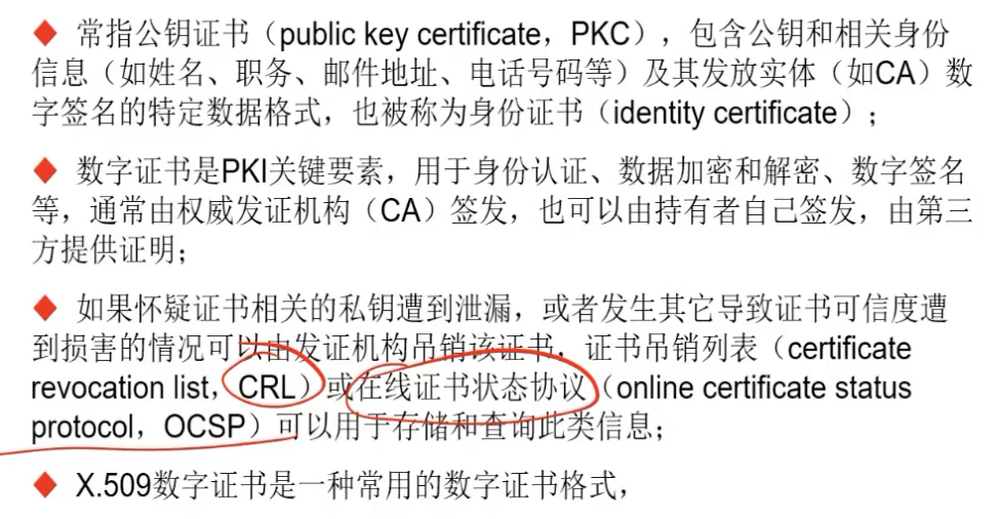 ◆ 常指公钥证书（public key certificate，PKC），包含公钥和相关身份
信息（如姓名、职务、邮件地址、电话号码等）及其发放实体（如CA）数
字签名的特定数据格式，也被称为身份证书（identity certificate）；
◆ 数字证书是PKI关键要素，用于身份认证、数据加密和解密、数字签名
等，通常由权威发证机构（CA）签发，也可以由持有者自己签发，由第三
方提供证明；
◆ 如果怀疑证书相关的私钥遭到泄漏，或者发生其它导致证书可信度遭
到损害的情况可以由发证机构吊销该证书，证书吊销列表（certificate
revocation list，CRL）或在线证书状态协议（online certificate status
protocol，OCSP）可以用于存储和查询此类信息；
◆ X.509数字证书是一种常用的数字证书格式，